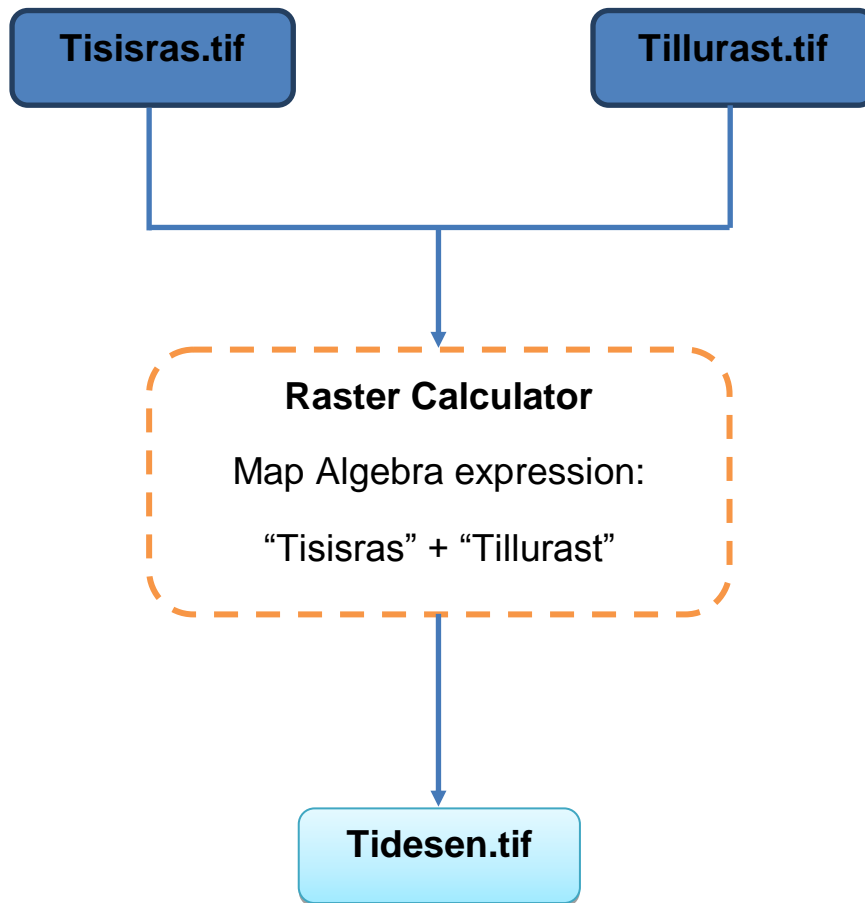 Tisisras.tif
Tillurast.tif
Raster Calculator
Map Algebra expression:
“Tisisras” + “Tillurast”
Tidesen.tif